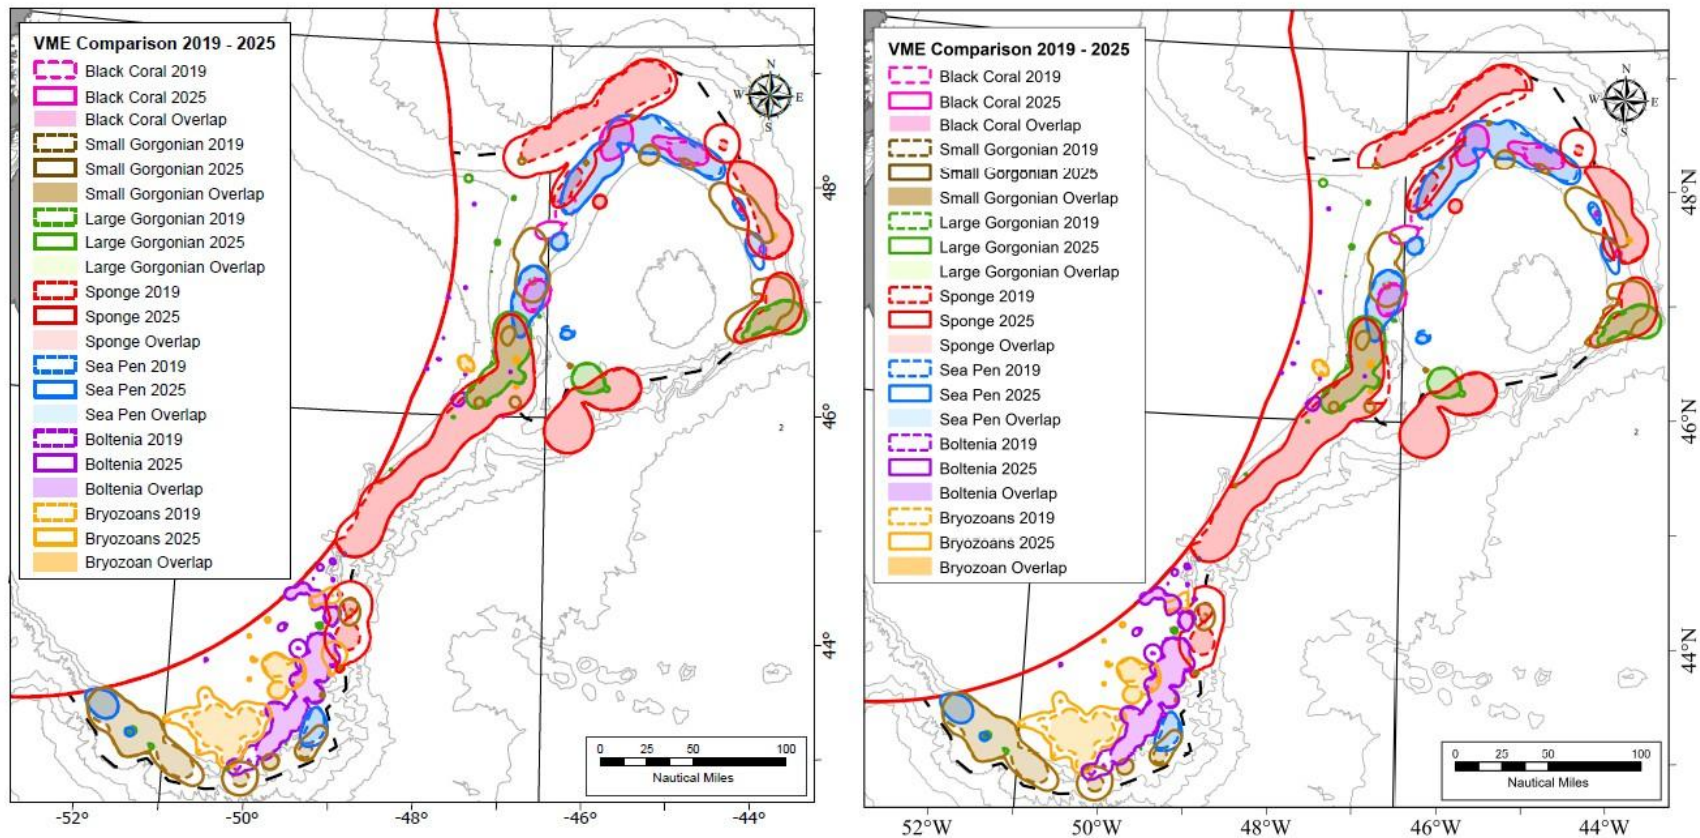 VME Comparison 2019 - 2025
Black Coral 2019
Black Coral 2025
Black Coral Overlap
Small Gorgonian 2019
Small Gorgonian 2025
Small Gorgonian Overlap
Large Gorgonian 2019
Large Gorgonian 2025
Large Gorgonian Overlap
Sponge 2019
Sponge 2025
Sponge Overlap
Sea Pen 2019
Sea Pen 2025
Sea Pen Overlap
Boltenia 2019
Boltenia 2025
Boltenia Overlap
Bryozoans 2019
Bryozoans 2025
Bryozoan Overlap
N
W E
S
48°
46°
2
44°
0 25 50 100
Nautical Miles
-52° -50° -48° -46° -44°
VME Comparison 2019 - 2025
Black Coral 2019
Black Coral 2025
Black Coral Overlap
Small Gorgonian 2019
Small Gorgonian 2025
Small Gorgonian Overlap
Large Gorgonian 2019
Large Gorgonian 2025
Large Gorgonian Overlap
Sponge 2019
Sponge 2025
Sponge Overlap
Sea Pen 2019
Sea Pen 2025
Sea Pen Overlap
Boltenia 2019
Boltenia 2025
Boltenia Overlap
Bryozoans 2019
Bryozoans 2025
Bryozoan Overlap
N
W E
S
48°N
46°N
2
44°N
0 25 50 100
Nautical Miles
52°W 50°W 48°W 46°W 44°W